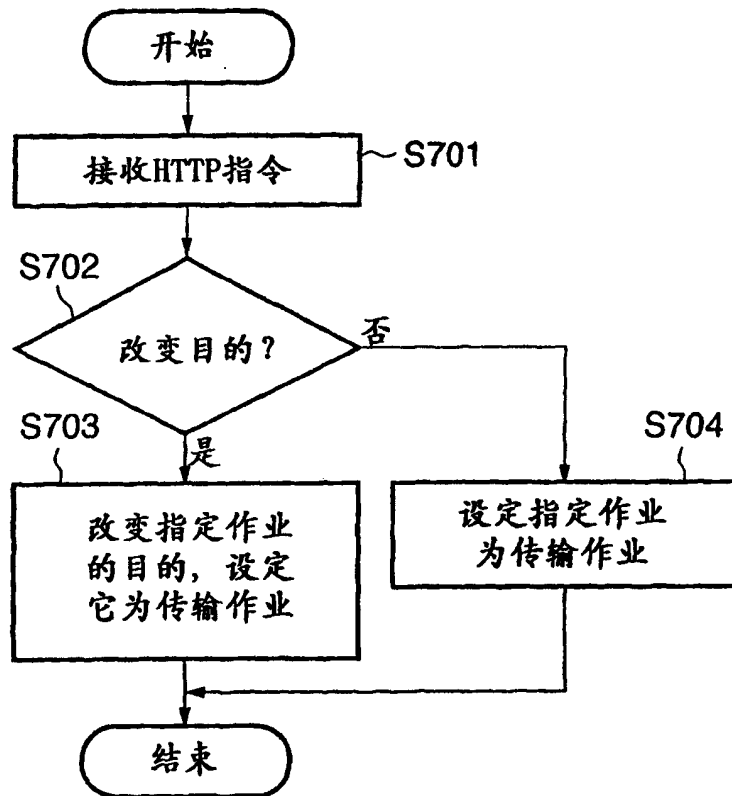 开始
接收HTTP指令
S701
S702
改变目的？
否
S703
是
S704
改变指定作业
的目的，设定
它为传输作业
设定指定作业
为传输作业
结束